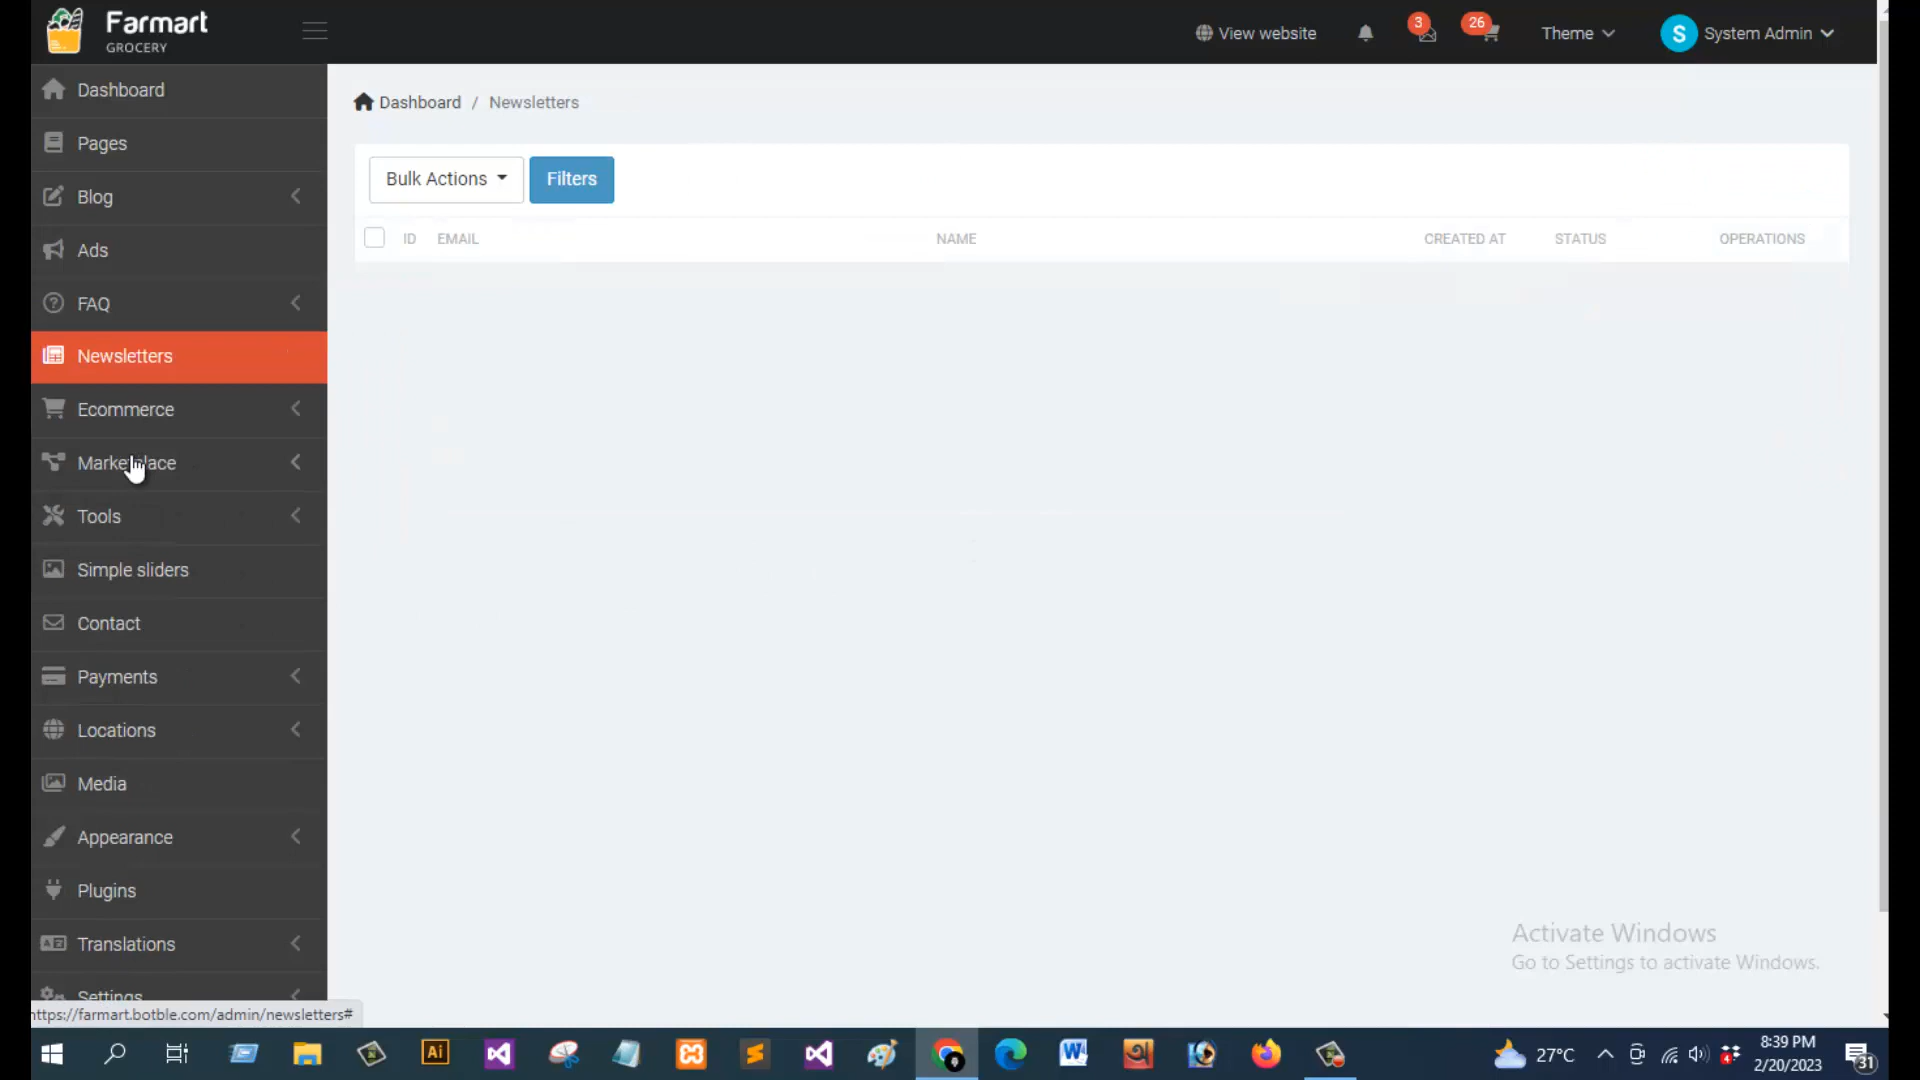 Farmart
GROCERY
View website
3
26
Theme
S
System Admin
Dashboard
Pages
Blog
Ads
FAQ
Newsletters
Ecommerce
Marketplace
Tools
Simple sliders
Contact
Payments
Locations
Media
Appearance
Plugins
Translations
Settings
Dashboard / Newsletters
Bulk Actions
Filters
ID EMAIL NAME CREATED AT STATUS OPERATIONS
Activate Windows
Go to Settings to activate Windows.
https://farmart.botble.com/admin/newsletters#
Ai
27°C
4
8:39 PM
2/20/2023
31